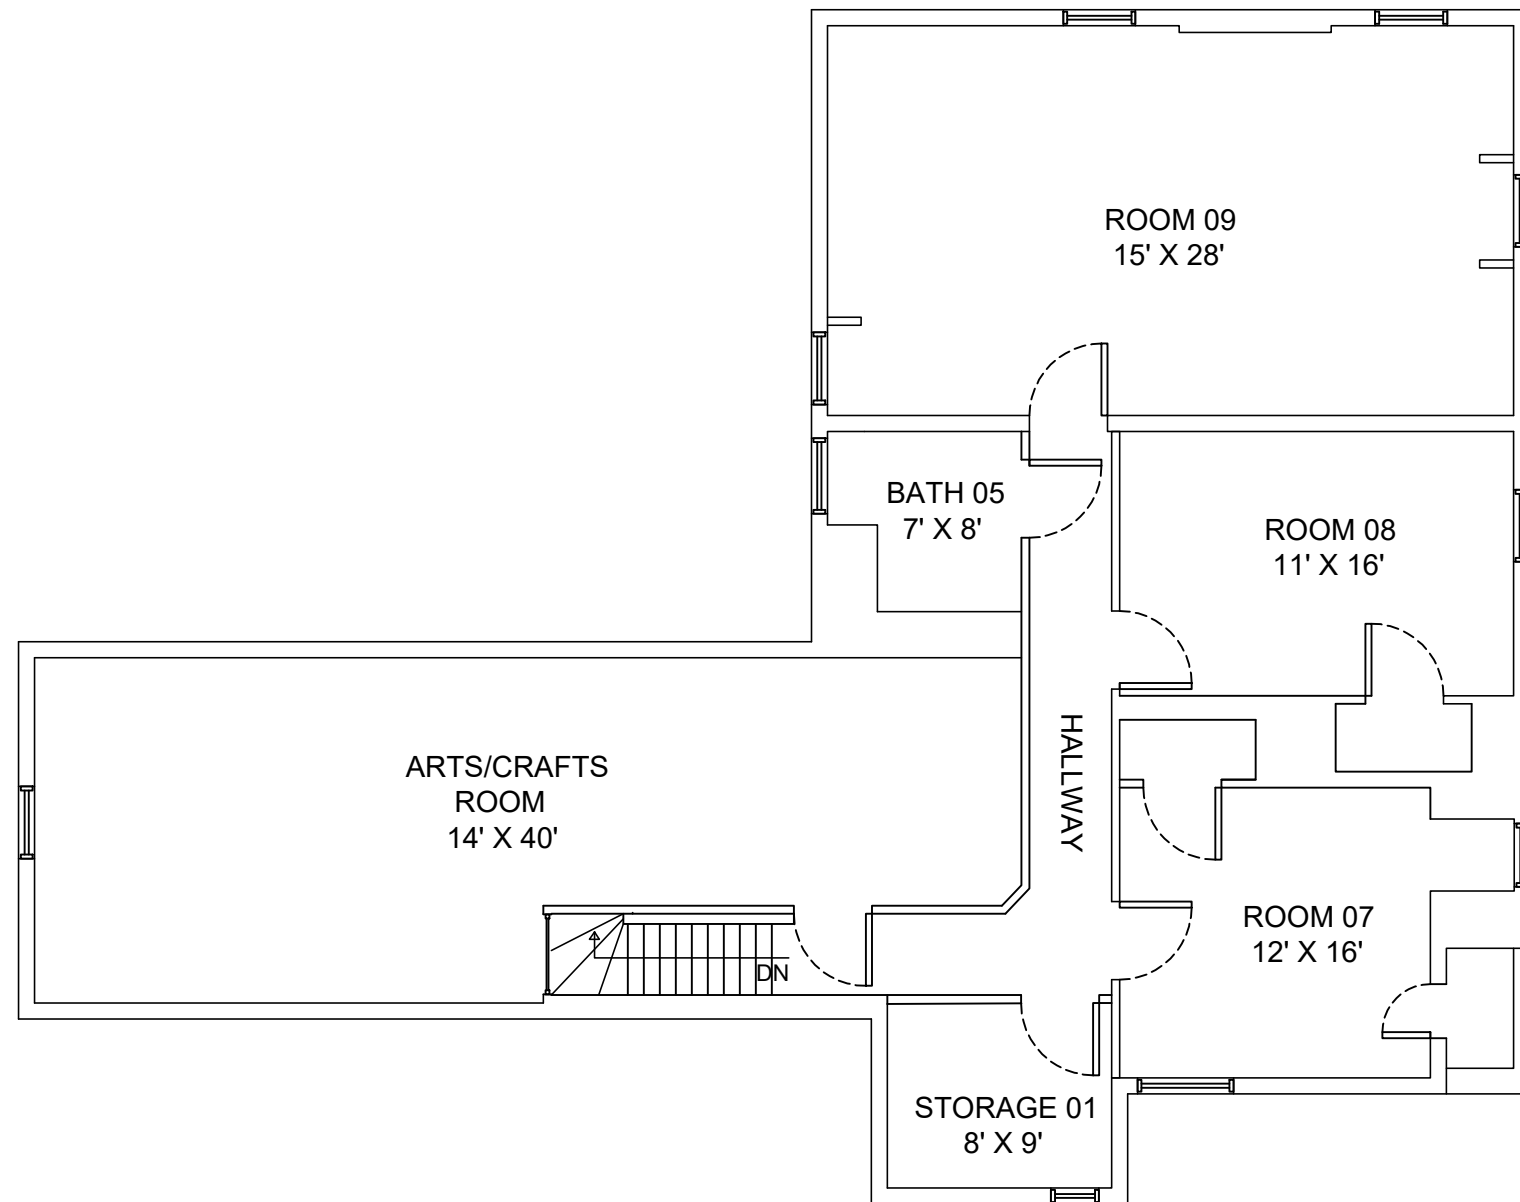 ROOM 09
15' X 28'
BATH 05
7' X 8'
ROOM 08
11' X 16'
HALLWAY
ARTS/CRAFTS
ROOM
14' X 40'
ROOM 07
12' X 16'
DN
STORAGE 01
8' X 9'